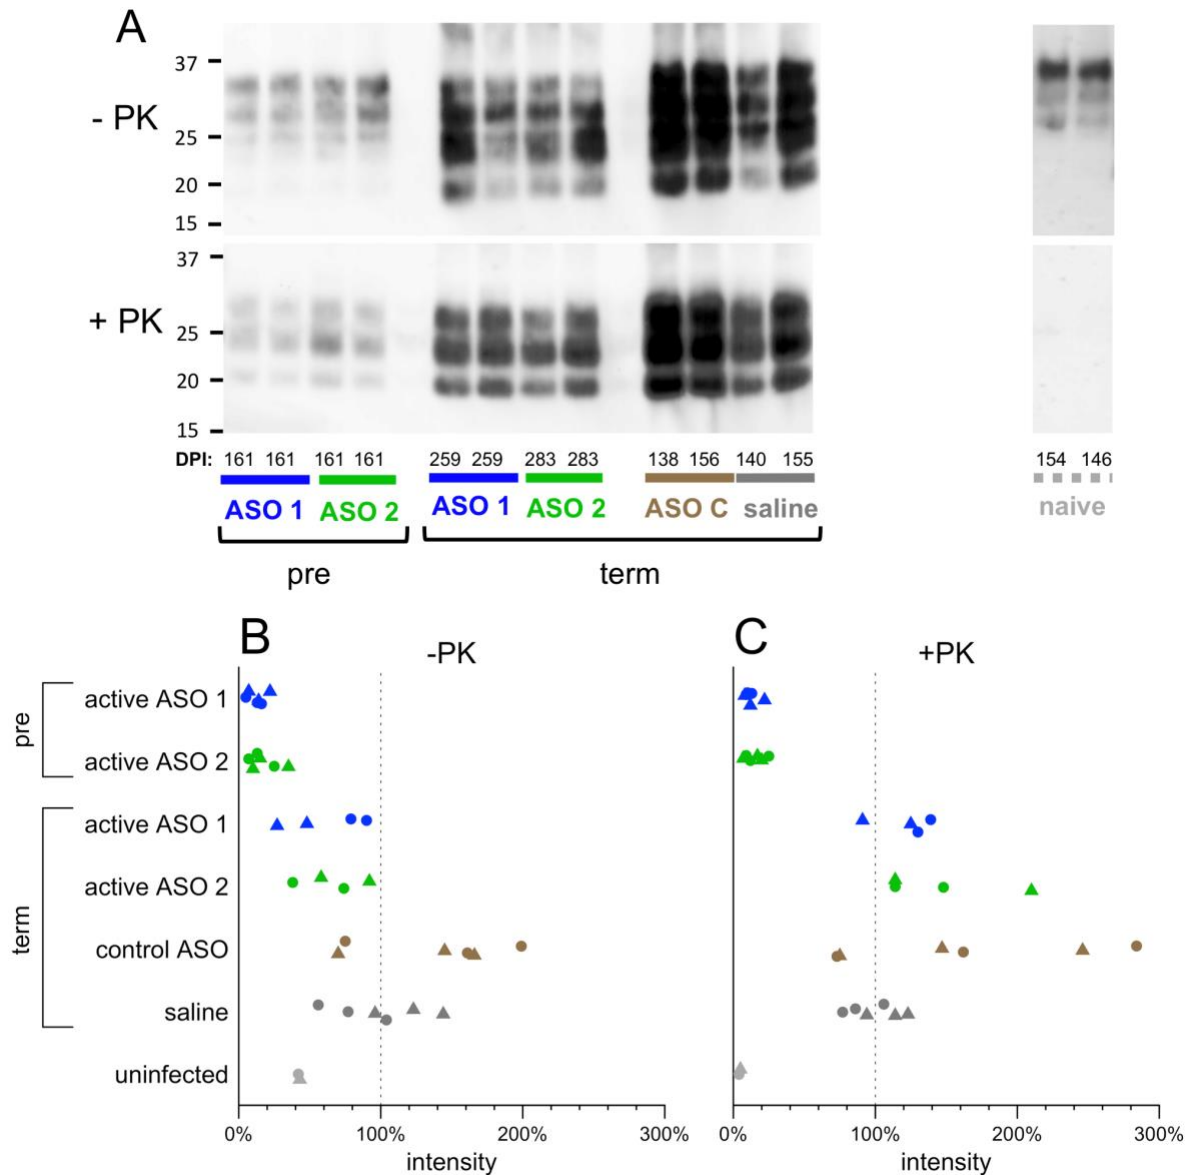 A
37
- PK
25
20
15
37
+ PK
25
20
15
DPI: 161 161 161 161 259 259 283 283 138 156 140 155 154 146
ASO 1 ASO 2 ASO 1 ASO 2 ASO C saline naive
pre term
B -PK C +PK
pre
active ASO 1
active ASO 2
term
active ASO 1
active ASO 2
control ASO
saline
uninfected
0% 100% 200% 300% 0% 100% 200% 300%
intensity intensity